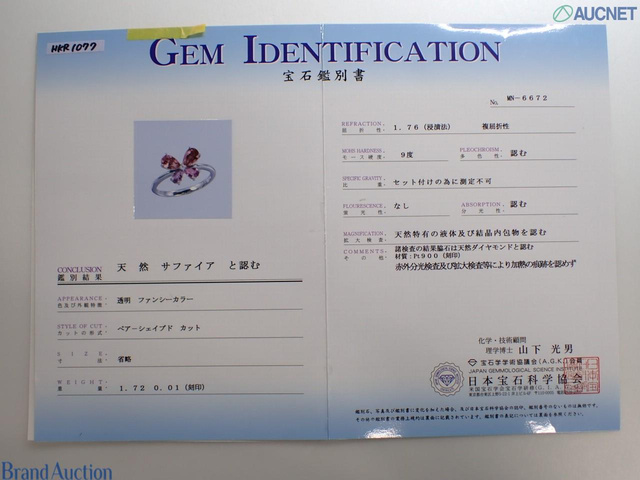 HKR1077
AUCNET
GEM IDENTIFICATION
宝石鑑別書
No. MN-6672
REFRACTION. 屈折性. 1.76(浸漬法) 複屈折性
MOHS HARDNESS. モース硬度. 9度 PLEOCHROISM. 多色性. 認む
SPECIFIC GRAVITY. 比重. セット付けの為に測定不可
FLOURESCENCE. 蛍光性. なし ABSORPTION. 分光性. 認む
MAGNIFICATION. 拡大検査. 天然特有の液体及び結晶内包物を認む
COMMENTS. その他. 諸検査の結果脇石は天然ダイヤモンドと認む
材質:Pt900(刻印)
赤外分光検査及び拡大検査等により加熱の痕跡を認めず
CONCLUSION 鑑別結果 天然 サファイア と認む
APPEARANCE. 透明 ファンシーカラー
STYLE OF CUT. カットの形式. ペアーシェイプド カット
SIZE 寸法. 省略
WEIGHT. 重量. 1.72 0.01(刻印)
化学・技術顧問
理学博士 山下 光男
宝石学学術協議会(A.G.K.)会員
JAPAN GEMMOLOGICAL SCIENCE INSTITUTE
日本宝石科学協会
Brand Auction